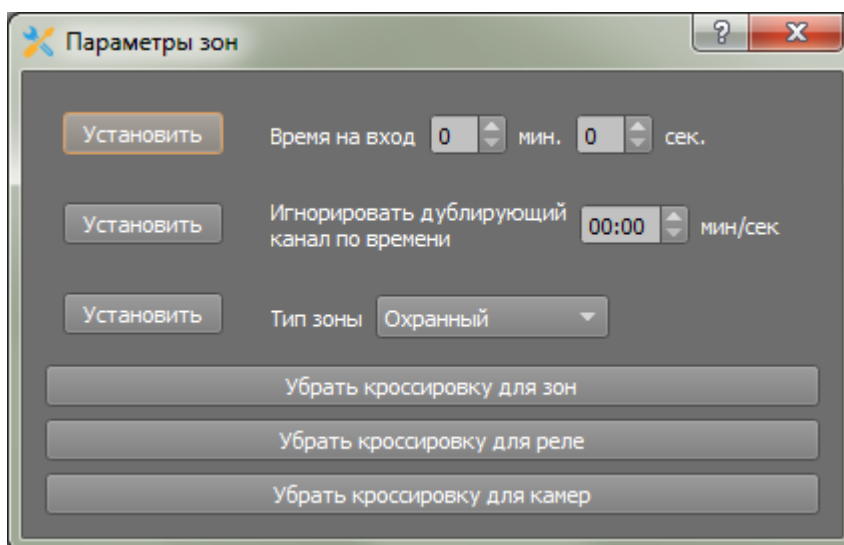 Параметры зон
Установить Время на вход 0 мин. 0 сек.
Установить Игнорировать дублирующий
канал по времени 00:00 мин/сек
Установить Тип зоны Охранный
Убрать кроссировку для зон
Убрать кроссировку для реле
Убрать кроссировку для камер